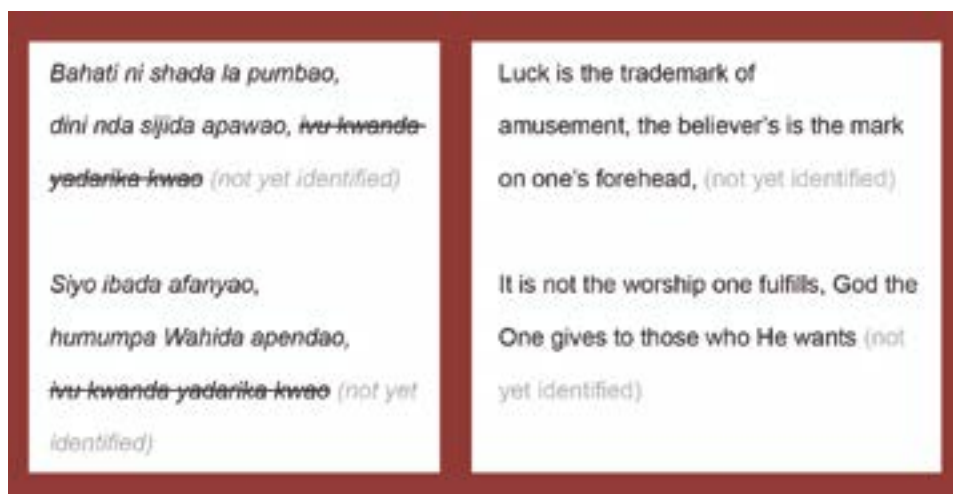 Bahati ni shada la pumbao,
dini nda sijida apawao, ivu kwanda
yadarika kwao (not yet identified)
Siyo ibada afanyao,
humumpa Wahida apendao,
ivu kwanda yadarika kwao (not yet
identified)
Luck is the trademark of
amusement, the believer's is the mark
on one's forehead, (not yet identified)
It is not the worship one fulfills, God the
One gives to those who He wants (not
yet identified)